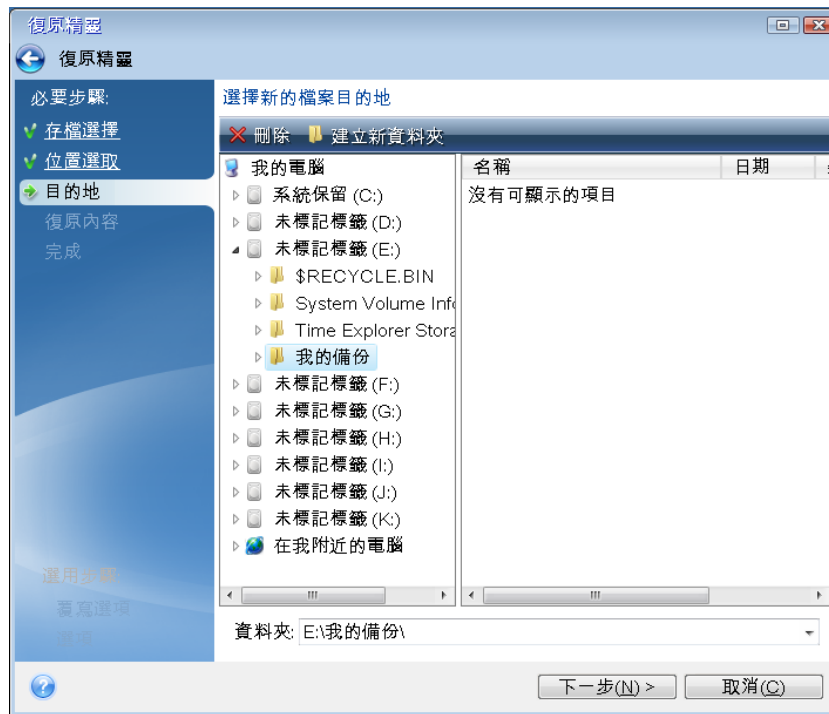 復原精靈
復原精靈
必要步驟:
存檔選擇
位置選取
目的地
復原內容
完成
選用步驟
覆寫選項
選項
選擇新的檔案目的地
刪除 建立新資料夾
我的電腦
系統保留 (C:)
未標記標籤 (D:)
未標記標籤 (E:)
$RECYCLE.BIN
System Volume Info
Time Explorer Stora
我的備份
未標記標籤 (F:)
未標記標籤 (G:)
未標記標籤 (H:)
未標記標籤 (I:)
未標記標籤 (J:)
未標記標籤 (K:)
在我附近的電腦
名稱 日期
沒有可顯示的項目
資料夾: E:\我的備份\
下一步(N) > 取消(C)